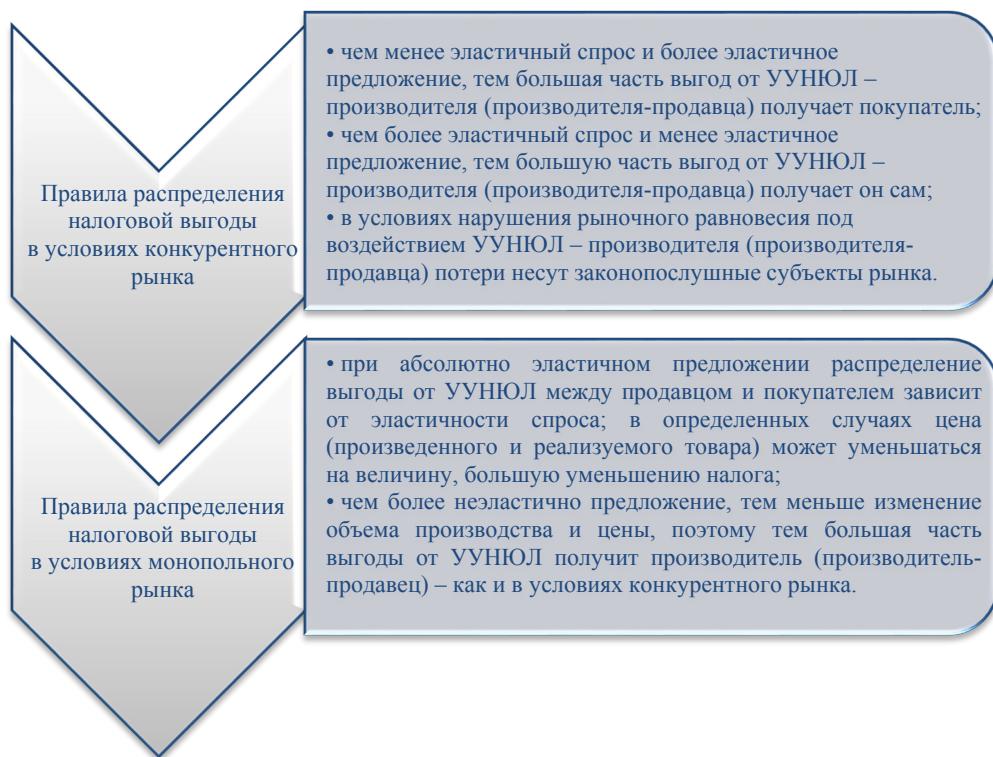 Правила распределения
налоговой выгоды
в условиях конкурентного
рынка
• чем менее эластичный спрос и более эластичное
предложение, тем большая часть выгод от УУНЮЛ –
производителя (производителя-продавца) получает покупатель;
• чем более эластичный спрос и менее эластичное
предложение, тем большую часть выгод от УУНЮЛ –
производителя (производителя-продавца) получает он сам;
• в условиях нарушения рыночного равновесия под
воздействием УУНЮЛ – производителя (производителя-
продавца) потери несут законопослушные субъекты рынка.
Правила распределения
налоговой выгоды
в условиях монопольного
рынка
• при абсолютно эластичном предложении распределение
выгоды от УУНЮЛ между продавцом и покупателем зависит
от эластичности спроса; в определенных случаях цена
(произведенного и реализуемого товара) может уменьшаться
на величину, большую уменьшению налога;
• чем более неэластично предложение, тем меньше изменение
объема производства и цены, поэтому тем большая часть
выгоды от УУНЮЛ получит производитель (производитель-
продавец) – как и в условиях конкурентного рынка.